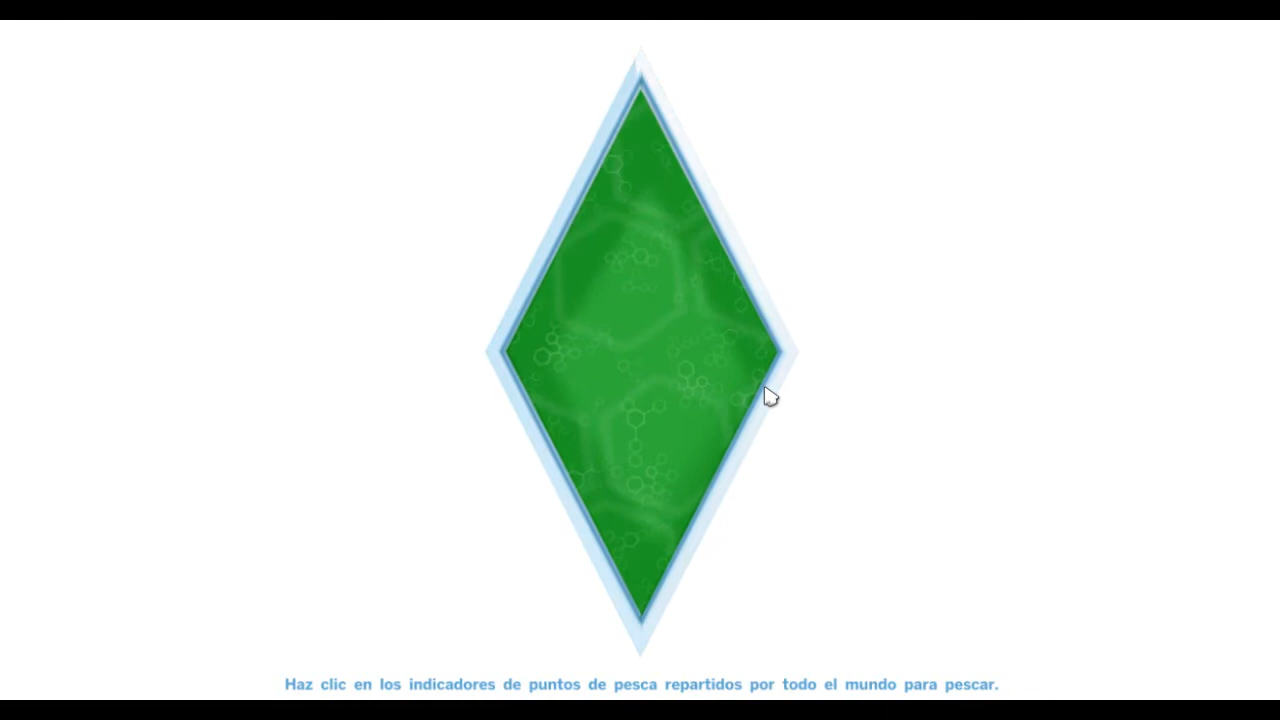 Haz clic en los indicadores de puntos de pesca repartidos por todo el mundo para pescar.